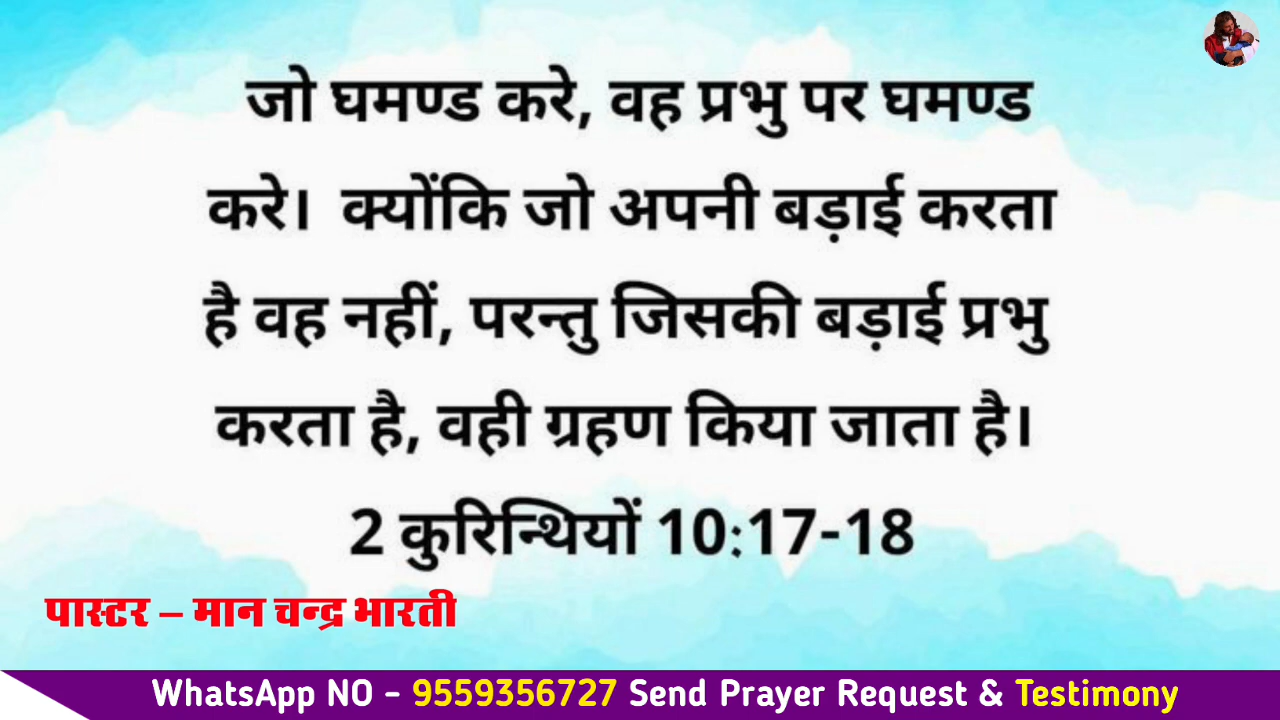 जो घमण्ड करे, वह प्रभु पर घमण्ड
करे। क्योंकि जो अपनी बड़ाई करता
है वह नहीं, परन्तु जिसकी बड़ाई प्रभु
करता है, वही ग्रहण किया जाता है।
2 कुरिन्थियों 10:17-18
पास्टर – मान चन्द्र भारती
WhatsApp NO - 9559356727 Send Prayer Request & Testimony